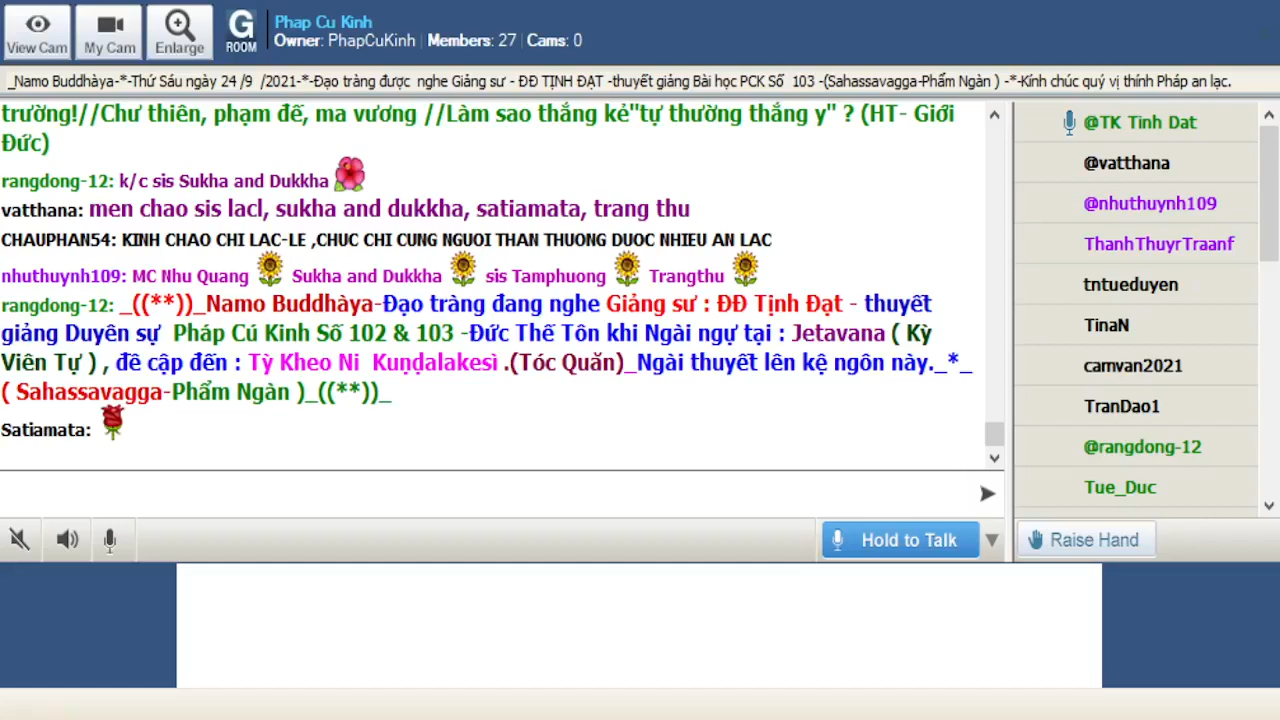 View Cam
My Cam
Enlarge
G
ROOM
Phap Cu Kinh
Owner: PhapCuKinh | Members: 27 | Cams: 0
_Namo Buddhàya-*-Thứ Sáu ngày 24 /9 /2021-*-Đạo tràng được nghe Giảng sư - ĐĐ TỊNH ĐẠT -thuyết giảng Bài học PCK Số 103 -(Sahassavagga-Phẩm Ngàn ) -*-Kính chúc quý vị thính Pháp an lạc.
trường!//Chư thiên, phạm đế, ma vương //Làm sao thắng kẻ"tự thường thắng y" ? (HT- Giới
Đức)
rangdong-12: k/c sis Sukha and Dukkha
vatthana: men chao sis lacl, sukha and dukkha, satiamata, trang thu
CHAUPHAN54: KINH CHAO CHI LAC-LE ,CHUC CHI CUNG NGUOI THAN THUONG DUOC NHIEU AN LAC
nhuthuynh109: MC Nhu Quang Sukha and Dukkha sis Tamphuong Trangthu
rangdong-12: _((**))_Namo Buddhàya-Đạo tràng đang nghe Giảng sư : ĐĐ Tịnh Đạt - thuyết
giảng Duyên sự Pháp Cú Kinh Số 102 & 103 -Đức Thế Tôn khi Ngài ngự tại : Jetavana ( Kỳ
Viên Tự ) , đề cập đến : Tỳ Kheo Ni Kuṇḍalakesì .(Tóc Quăn)_Ngài thuyết lên kệ ngôn này._*_
( Sahassavagga-Phẩm Ngàn )_((**))_
Satiamata:
@TK Tinh Dat
@vatthana
@nhuthuynh109
ThanhThuyrTraanf
tntueduyen
TinaN
camvan2021
TranDao1
@rangdong-12
Tue_Duc
Hold to Talk
Raise Hand